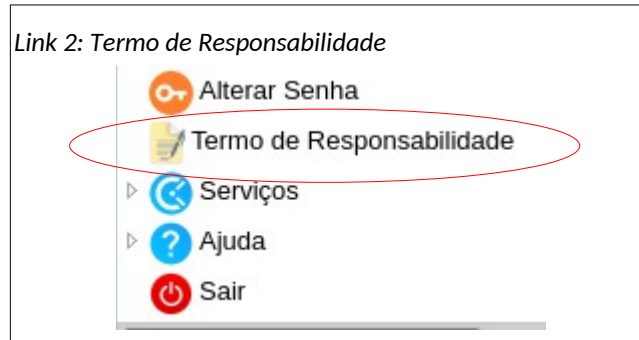 Link 2: Termo de Responsabilidade
Alterar Senha
Termo de Responsabilidade
Serviços
Ajuda
Sair